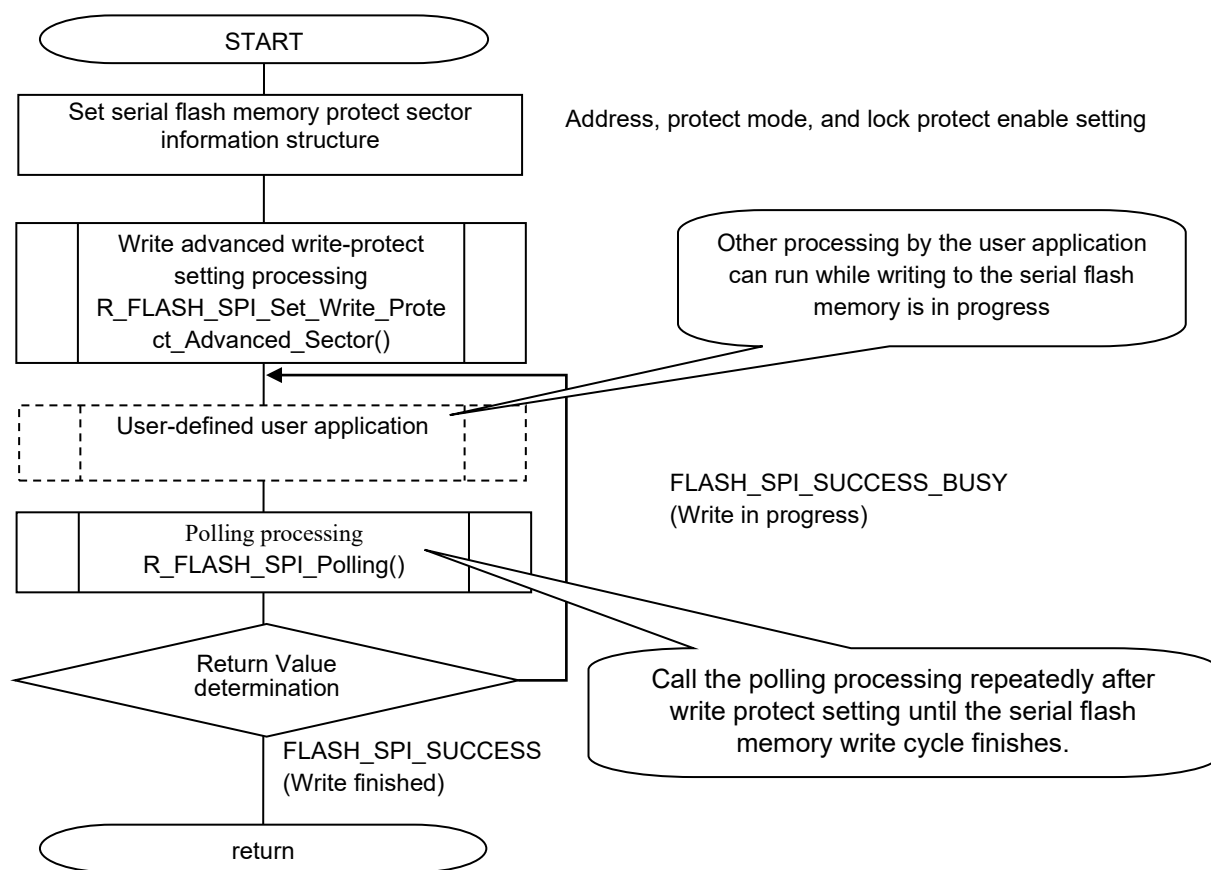 START
Set serial flash memory protect sector
information structure
Address, protect mode, and lock protect enable setting
Write advanced write-protect
setting processing
R_FLASH_SPI_Set_Write_Prote
ct_Advanced_Sector()
Other processing by the user application
can run while writing to the serial flash
memory is in progress
User-defined user application
FLASH_SPI_SUCCESS_BUSY
(Write in progress)
Polling processing
R_FLASH_SPI_Polling()
Return Value
determination
Call the polling processing repeatedly after
write protect setting until the serial flash
memory write cycle finishes.
FLASH_SPI_SUCCESS
(Write finished)
return